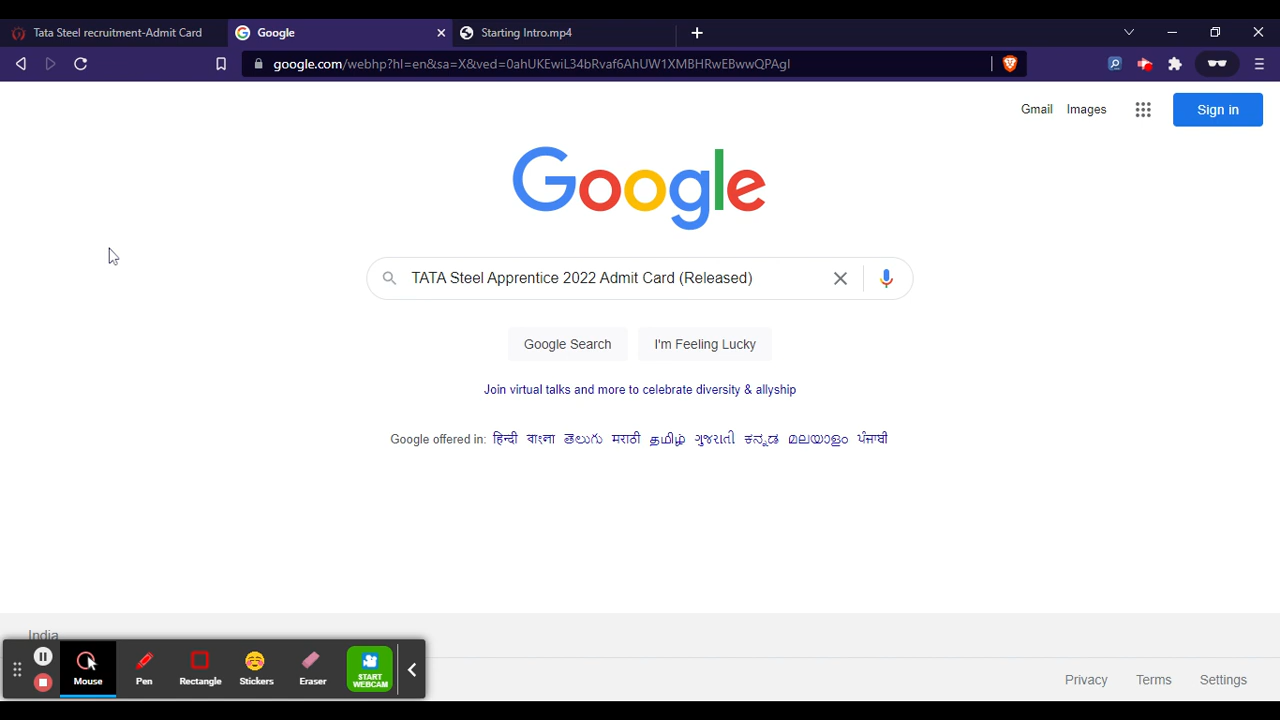 Tata Steel recruitment-Admit Card
Google
Starting Intro.mp4
google.com/webhp?hl=en&sa=X&ved=0ahUKEwiL34bRvaf6AhUW1XMBHRwEBwwQPAgI
Gmail Images Sign in
Google
TATA Steel Apprentice 2022 Admit Card (Released)
Google Search I'm Feeling Lucky
Join virtual talks and more to celebrate diversity & allyship
Google offered in: हिन्दी বাংলা తెలుగు मराठी தமிழ் ગુજરાતી ಕನ್ನಡ മലയാളം ਪੰਜਾਬੀ
India
Mouse Pen Rectangle Stickers Eraser START WEBCAM
Privacy Terms Settings